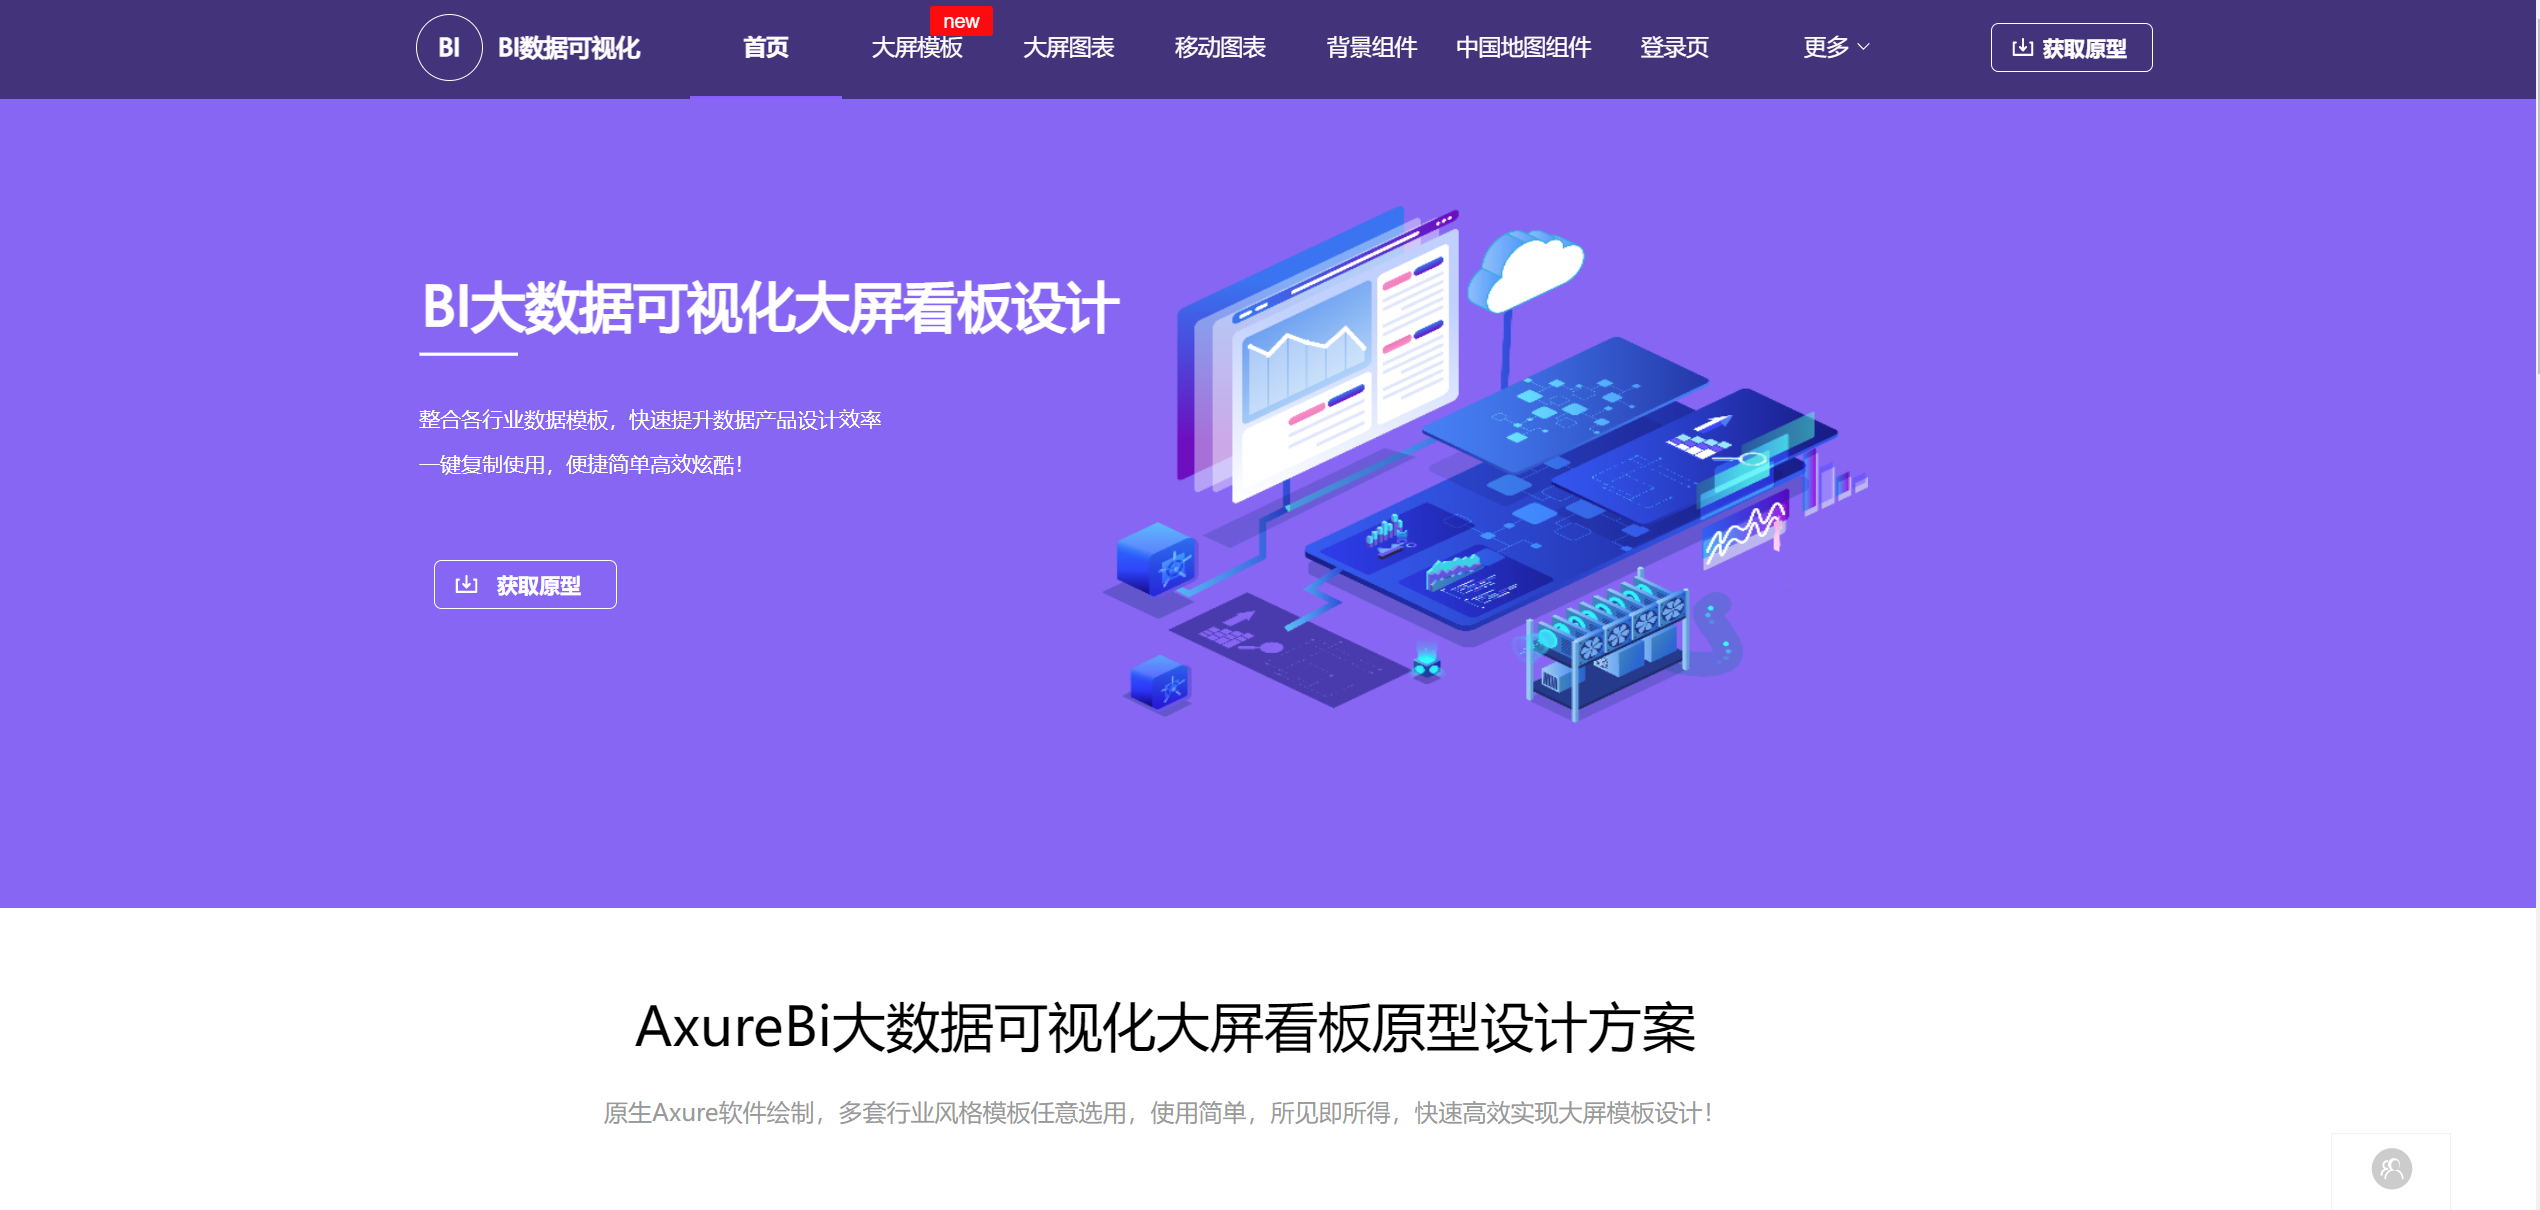 BI
BI数据可视化
首页
大屏模板
new
大屏图表
移动图表
背景组件
中国地图组件
登录页
更多
获取原型
BI大数据可视化大屏看板设计
整合各行业数据模板，快速提升数据产品设计效率
一键复制使用，便捷简单高效炫酷！
获取原型
AxureBi大数据可视化大屏看板原型设计方案
原生Axure软件绘制，多套行业风格模板任意选用，使用简单，所见即所得，快速高效实现大屏模板设计！